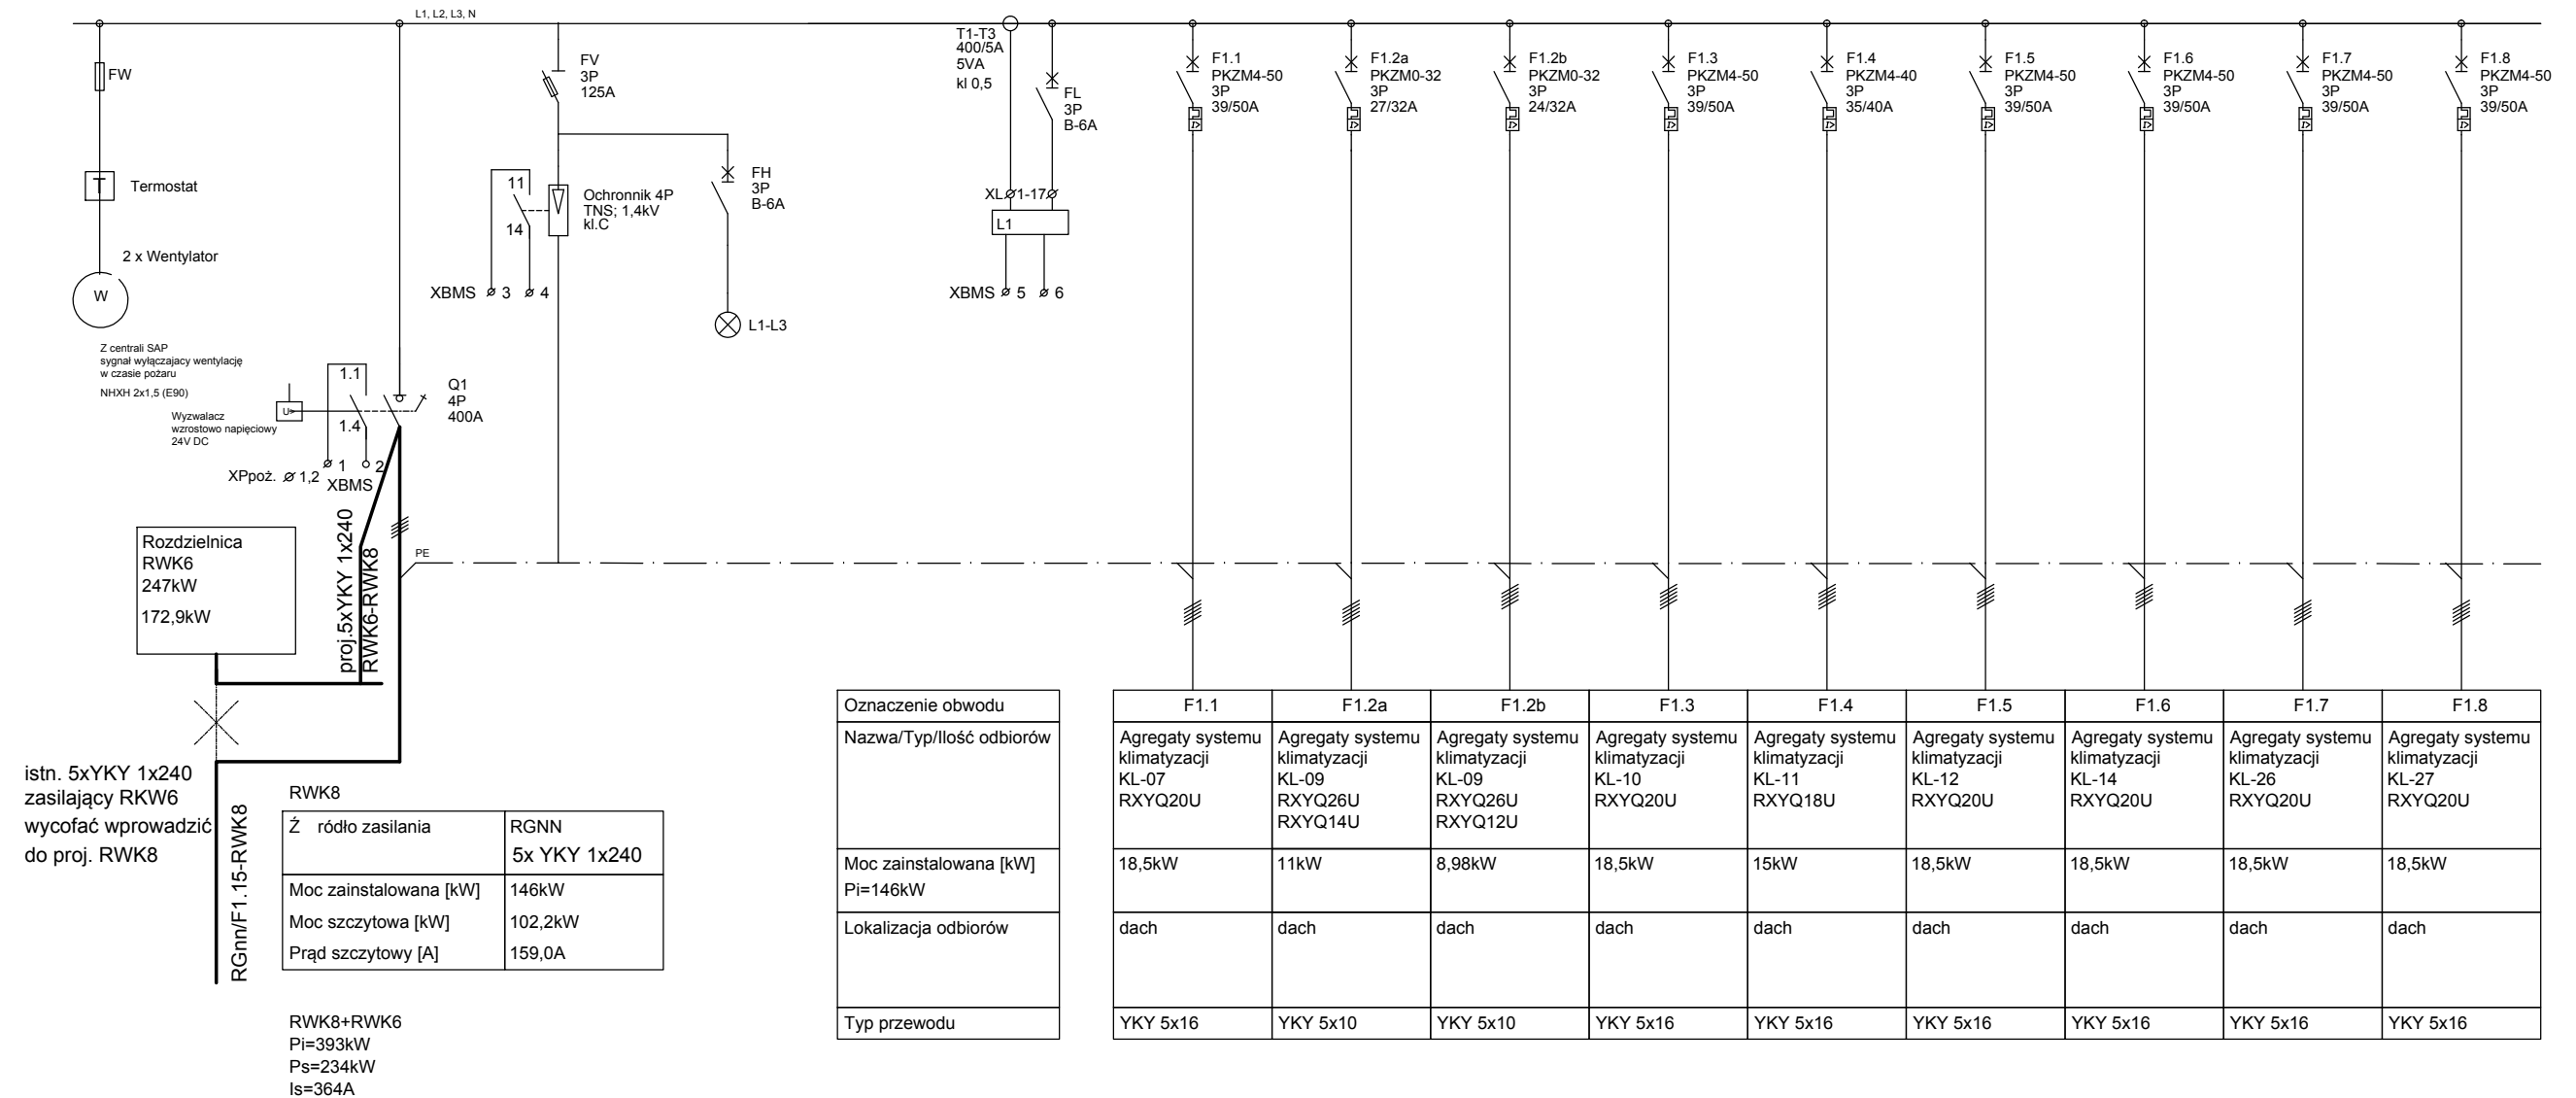 L1, L2, L3, N
FW
Termostat
T
2 x Wentylator
W
Z centrali SAP
sygnał wyłączajacy wentylację
w czasie pożaru
NHXH 2x1,5 (E90)
Wyzwalacz
wzrostowo napięciowy
24V DC
U>
1.1
1.4
Q1
4P
400A
XPpoż. 1,2
1
2
XBMS
FV
3P
125A
11
14
Ochronnik 4P
TNS; 1,4kV
kl.C
XBMS 3 4
FH
3P
B-6A
L1-L3
T1-T3
400/5A
5VA
kl 0,5
FL
3P
B-6A
XL 1-17
L1
XBMS 5 6
F1.1
PKZM4-50
3P
39/50A
F1.2a
PKZM0-32
3P
27/32A
F1.2b
PKZM0-32
3P
24/32A
F1.3
PKZM4-50
3P
39/50A
F1.4
PKZM4-40
3P
35/40A
F1.5
PKZM4-50
3P
39/50A
F1.6
PKZM4-50
3P
39/50A
F1.7
PKZM4-50
3P
39/50A
F1.8
PKZM4-50
3P
39/50A
I> I> I> I> I> I> I> I> I>
PE
Rozdzielnica
RWK6
247kW
172,9kW
proj.5xYKY 1x240
RWK6-RWK8
istn. 5xYKY 1x240
zasilający RKW6
wycofać wprowadzić
do proj. RWK8
RGnn/F1.15-RWK8
RWK8
Ź ródło zasilania RGNN
5x YKY 1x240
Moc zainstalowana [kW] 146kW
Moc szczytowa [kW] 102,2kW
Prąd szczytowy [A] 159,0A
RWK8+RWK6
Pi=393kW
Ps=234kW
Is=364A
Oznaczenie obwodu F1.1 F1.2a F1.2b F1.3 F1.4 F1.5 F1.6 F1.7 F1.8
Nazwa/Typ/Ilość odbiorów Agregaty systemu Agregaty systemu Agregaty systemu Agregaty systemu Agregaty systemu Agregaty systemu Agregaty systemu Agregaty systemu Agregaty systemu
klimatyzacji klimatyzacji klimatyzacji klimatyzacji klimatyzacji klimatyzacji klimatyzacji klimatyzacji klimatyzacji
KL-07 KL-09 KL-09 KL-10 KL-11 KL-12 KL-14 KL-26 KL-27
RXYQ20U RXYQ26U RXYQ26U RXYQ20U RXYQ18U RXYQ20U RXYQ20U RXYQ20U RXYQ20U
RXYQ14U RXYQ12U
Moc zainstalowana [kW] 18,5kW 11kW 8,98kW 18,5kW 15kW 18,5kW 18,5kW 18,5kW 18,5kW
Pi=146kW
Lokalizacja odbiorów dach dach dach dach dach dach dach dach dach
Typ przewodu YKY 5x16 YKY 5x10 YKY 5x10 YKY 5x16 YKY 5x16 YKY 5x16 YKY 5x16 YKY 5x16 YKY 5x16